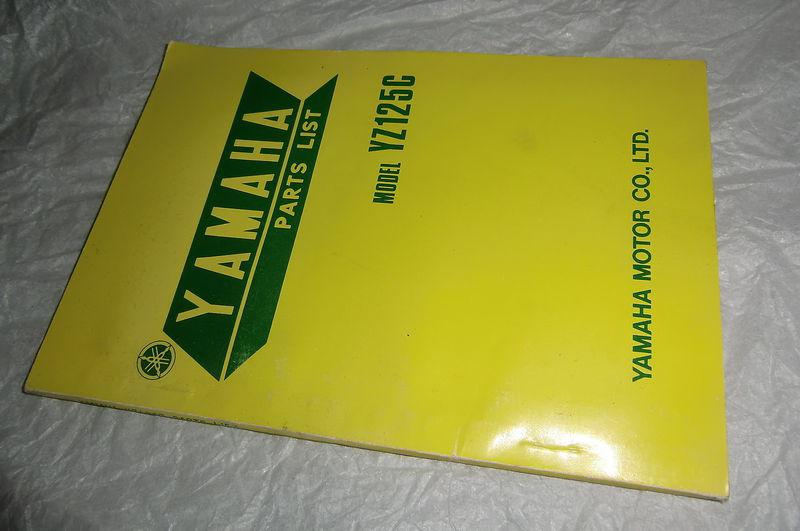 YAMAHA
PARTS LIST
MODEL YZ125C
YAMAHA MOTOR CO., LTD.